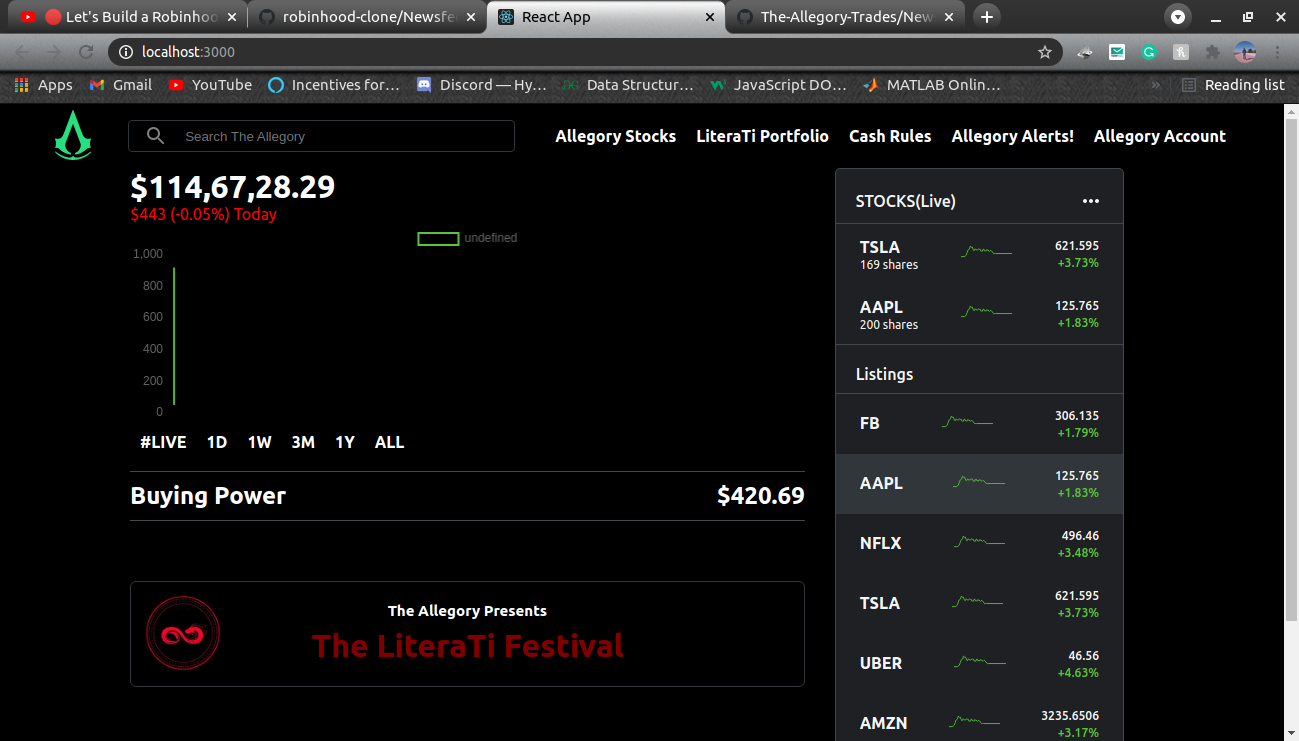 Let's Build a Robinhoo
robinhood-clone/Newsfe
React App
The-Allegory-Trades/New
localhost:3000
Apps
Gmail
YouTube
Incentives for…
Discord — Hy…
Data Structur…
JavaScript DO…
MATLAB Onlin…
»
Reading list
Search The Allegory
Allegory Stocks
LiteraTi Portfolio
Cash Rules
Allegory Alerts!
Allegory Account
$114,67,28.29
$443 (-0.05%) Today
undefined
1,000
800
600
400
200
0
#LIVE 1D 1W 3M 1Y ALL
Buying Power $420.69
The Allegory Presents
The LiteraTi Festival
STOCKS(Live)
TSLA 621.595
169 shares +3.73%
AAPL 125.765
200 shares +1.83%
Listings
FB 306.135
+1.79%
AAPL 125.765
+1.83%
NFLX 496.46
+3.48%
TSLA 621.595
+3.73%
UBER 46.56
+4.63%
AMZN 3235.6506
+3.17%